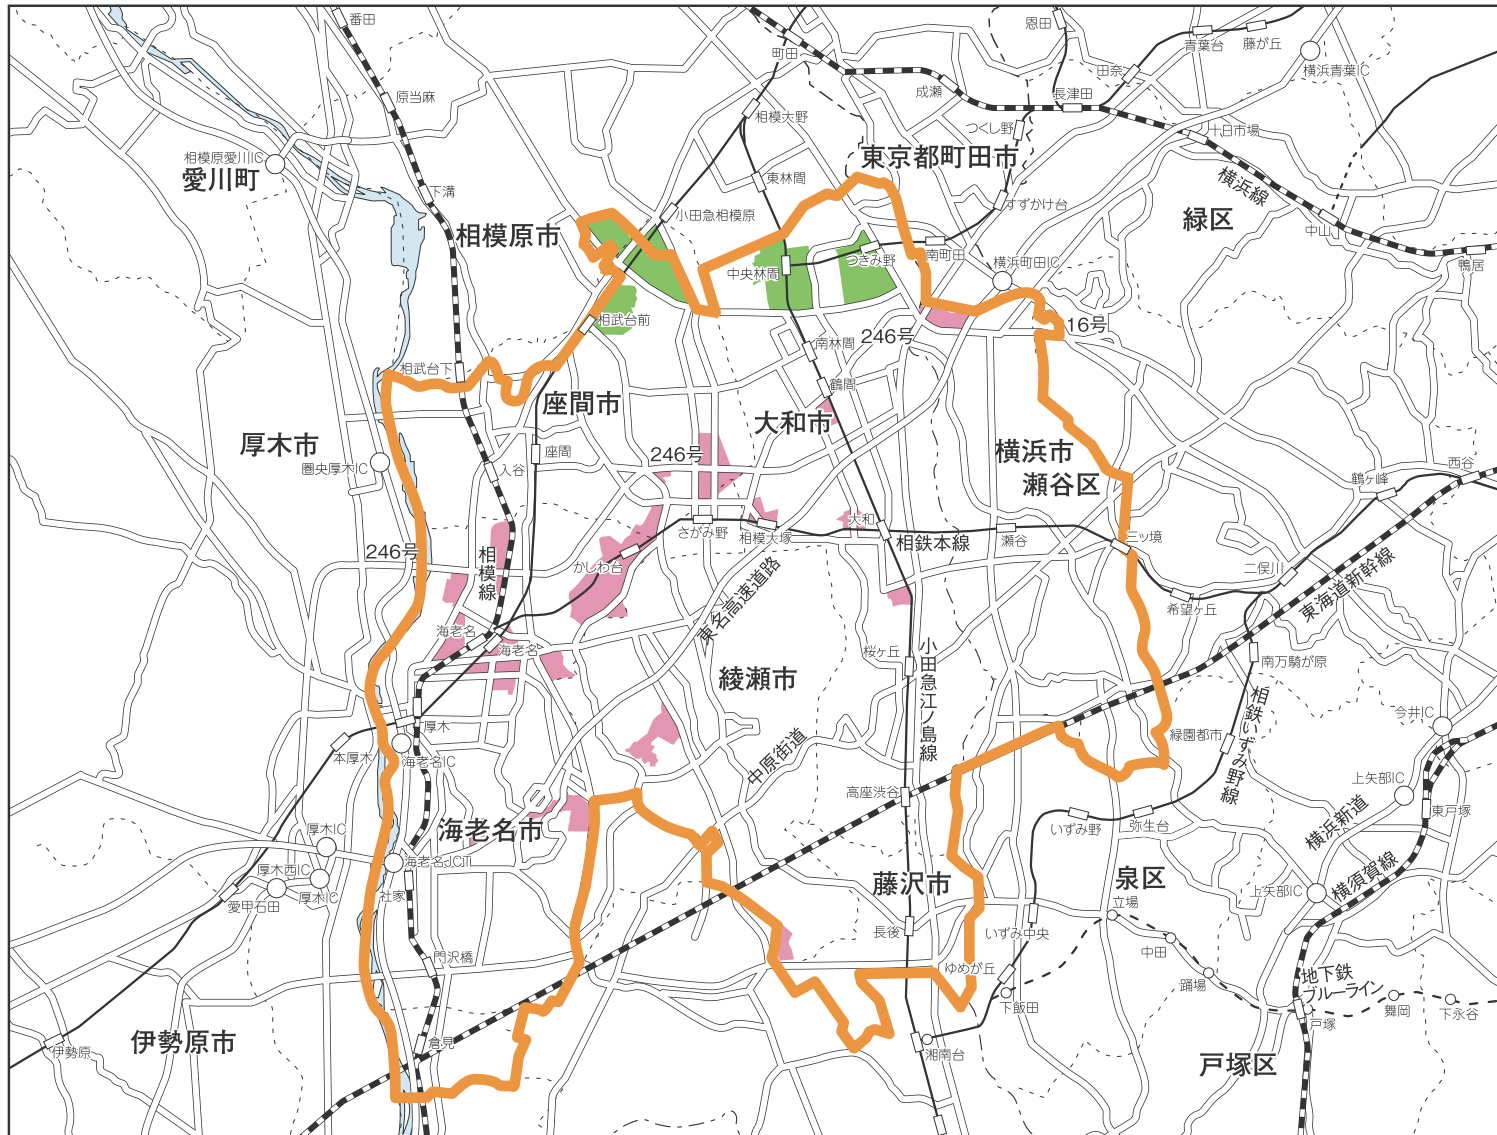 番田
恩田
青葉台
藤が丘
町田
横浜青葉IC
田奈
原当麻
成瀬
長津田
相模大野
つくし野
十日市場
相模原愛川IC
愛川町
東京都町田市
東林間
横浜線
下溝
すずかけ台
小田急相模原
緑区
相模原市
中山
つきみ野
南町田
横浜町田IC
鴨居
中央林間
相武台前
16号
246号
南林間
相武台下
鶴間
座間市
大和市
厚木市
横浜市
瀬谷区
圏央厚木IC
入谷
座間
246号
西谷
鶴ヶ峰
大和
さがみ野
相模大塚
相鉄本線
瀬谷
三ッ境
246号
相模線
かしわ台
二俣川
東海道新幹線
希望ヶ丘
東名高速道路
海老名
海老名
桜ヶ丘
小田急江ノ島線
南万騎が原
綾瀬市
相鉄いずみ野線
今井IC
厚木
緑園都市
本厚木
海老名IC
中原街道
上矢部IC
高座渋谷
東戸塚
横浜新道
いずみ野
弥生台
厚木IC
海老名市
海老名JCT
厚木西IC
厚木IC
愛甲石田
社家
藤沢市
泉区
横須賀線
上矢部IC
立場
長後
いずみ中央
中田
門沢橋
ゆめが丘
踊場
地下鉄
ブルーライン
下飯田
舞岡
下永谷
戸塚
伊勢原市
伊勢原
倉見
湘南台
戸塚区